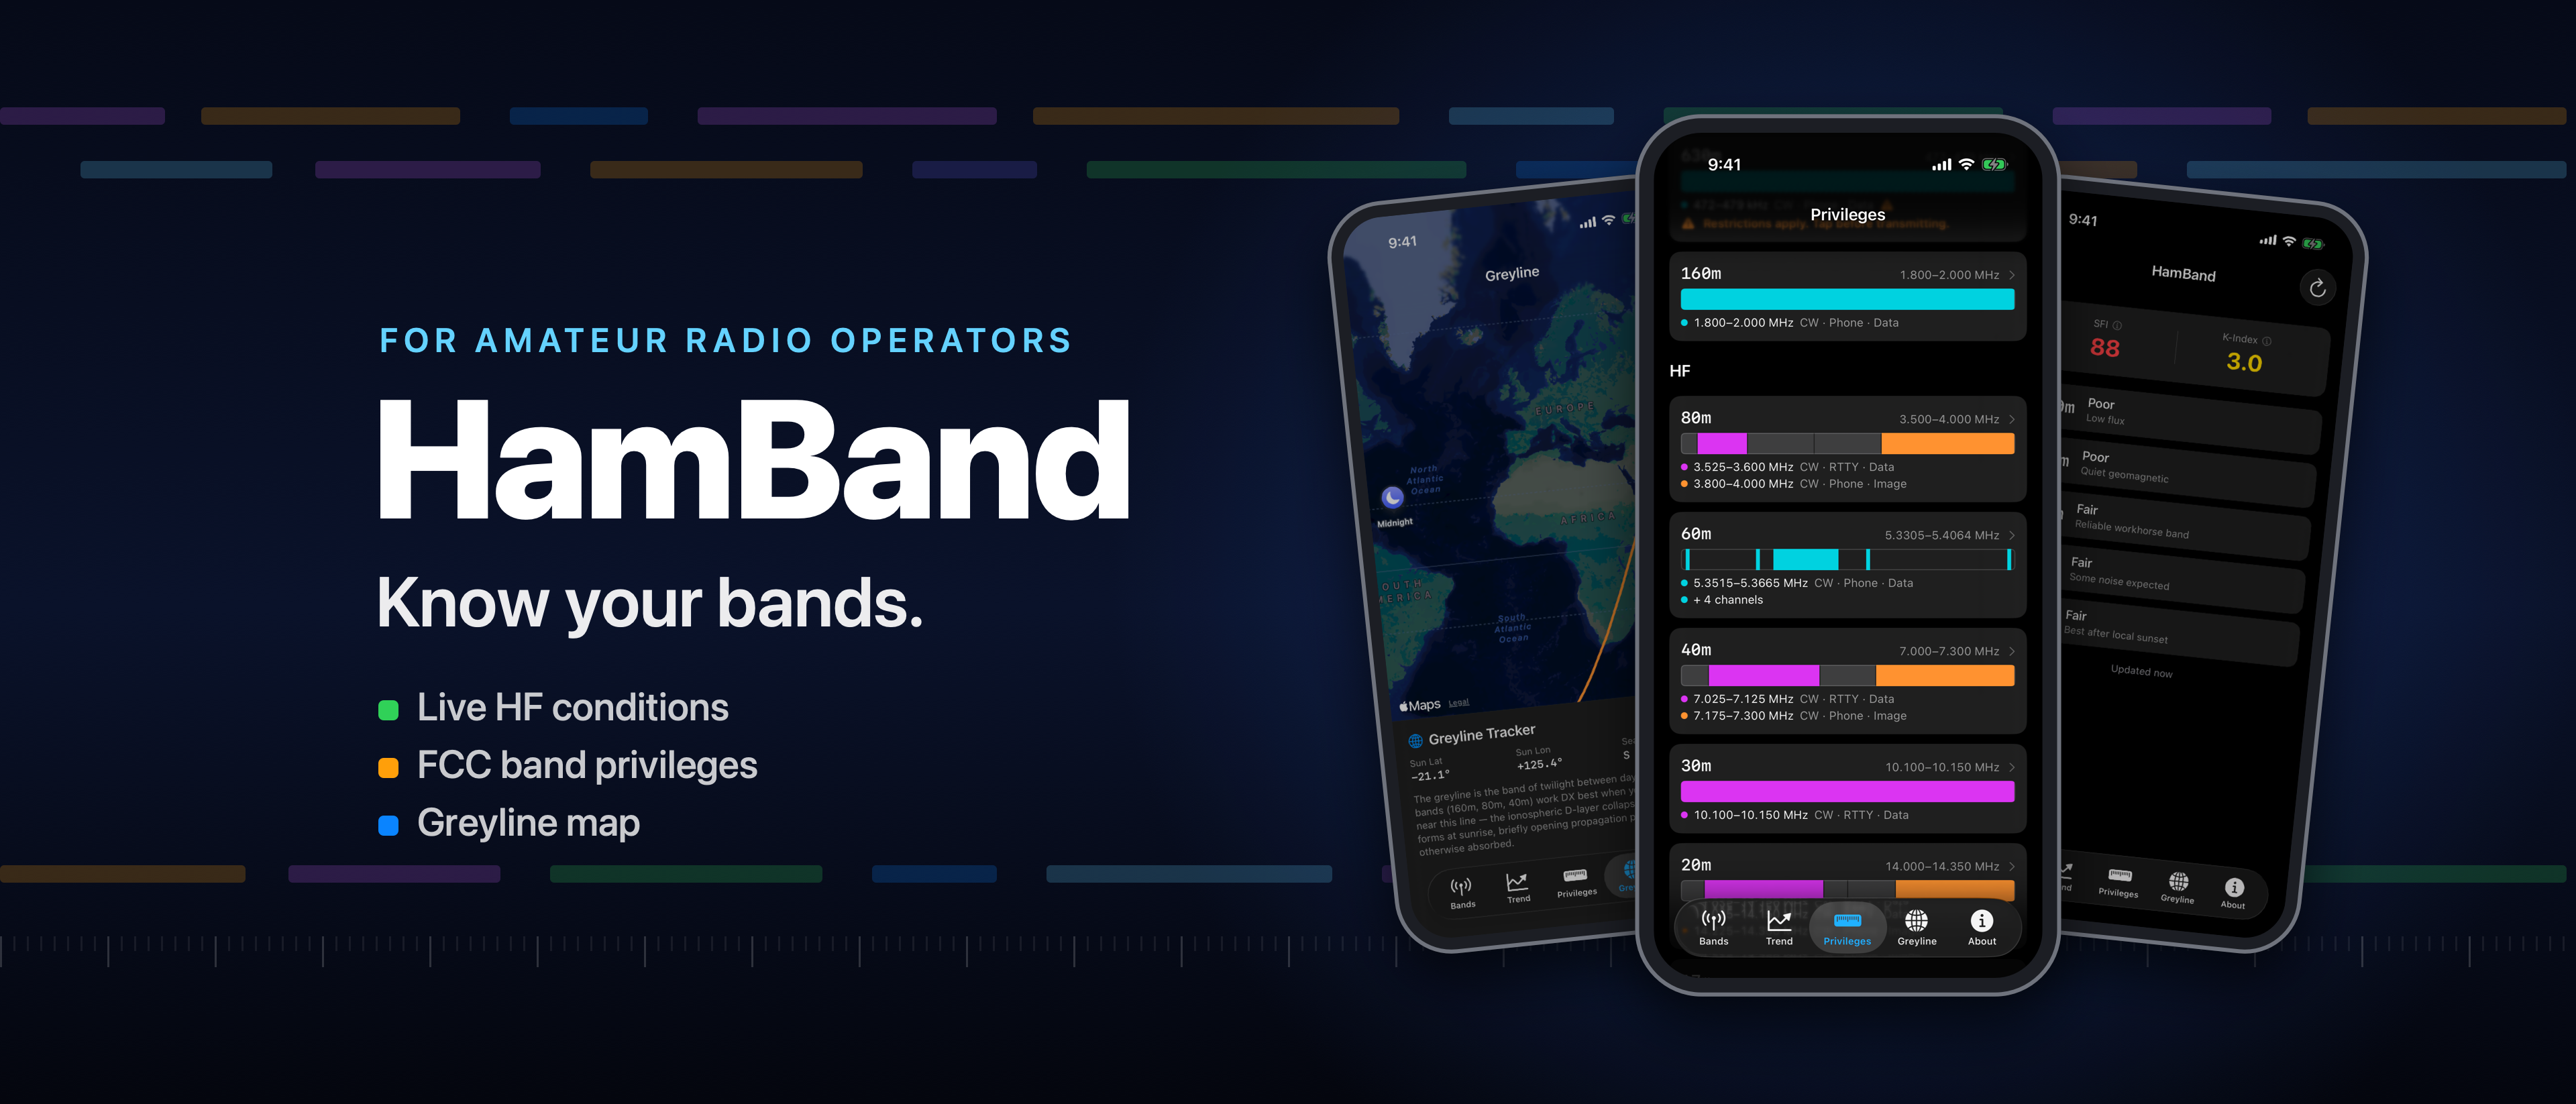 FOR AMATEUR RADIO OPERATORS
HamBand
Know your bands.
Live HF conditions
FCC band privileges
Greyline map
9:41
Greyline
EUROPE
North
Atlantic
Ocean
Midnight
AFRICA
South
Atlantic
Ocean
Maps Legal
Greyline Tracker
Sun Lat
−21.1°
Sun Lon
+125.4°
The greyline is the band of twilight between
bands (160m, 80m, 40m) work DX best when
near this line — the ionospheric D-layer
forms at sunrise, briefly opening propagation
otherwise absorbed.
Bands
Trend
Privileges
9:41
Privileges
Restrictions apply. Tap before transmitting.
160m 1.800–2.000 MHz
1.800–2.000 MHz CW · Phone · Data
HF
80m 3.500–4.000 MHz
3.525–3.600 MHz CW · RTTY · Data
3.800–4.000 MHz CW · Phone · Image
60m 5.3305–5.4064 MHz
5.3515–5.3665 MHz CW · Phone · Data
+ 4 channels
40m 7.000–7.300 MHz
7.025–7.125 MHz CW · RTTY · Data
7.175–7.300 MHz CW · Phone · Image
30m 10.100–10.150 MHz
10.100–10.150 MHz CW · RTTY · Data
20m 14.000–14.350 MHz
Bands Trend Privileges Greyline About
9:41
HamBand
SFI
88
K-Index
3.0
Poor
Low flux
Poor
Quiet geomagnetic
Fair
Reliable workhorse band
Fair
Some noise expected
Fair
Best after local sunset
Updated now
Privileges
Greyline
About